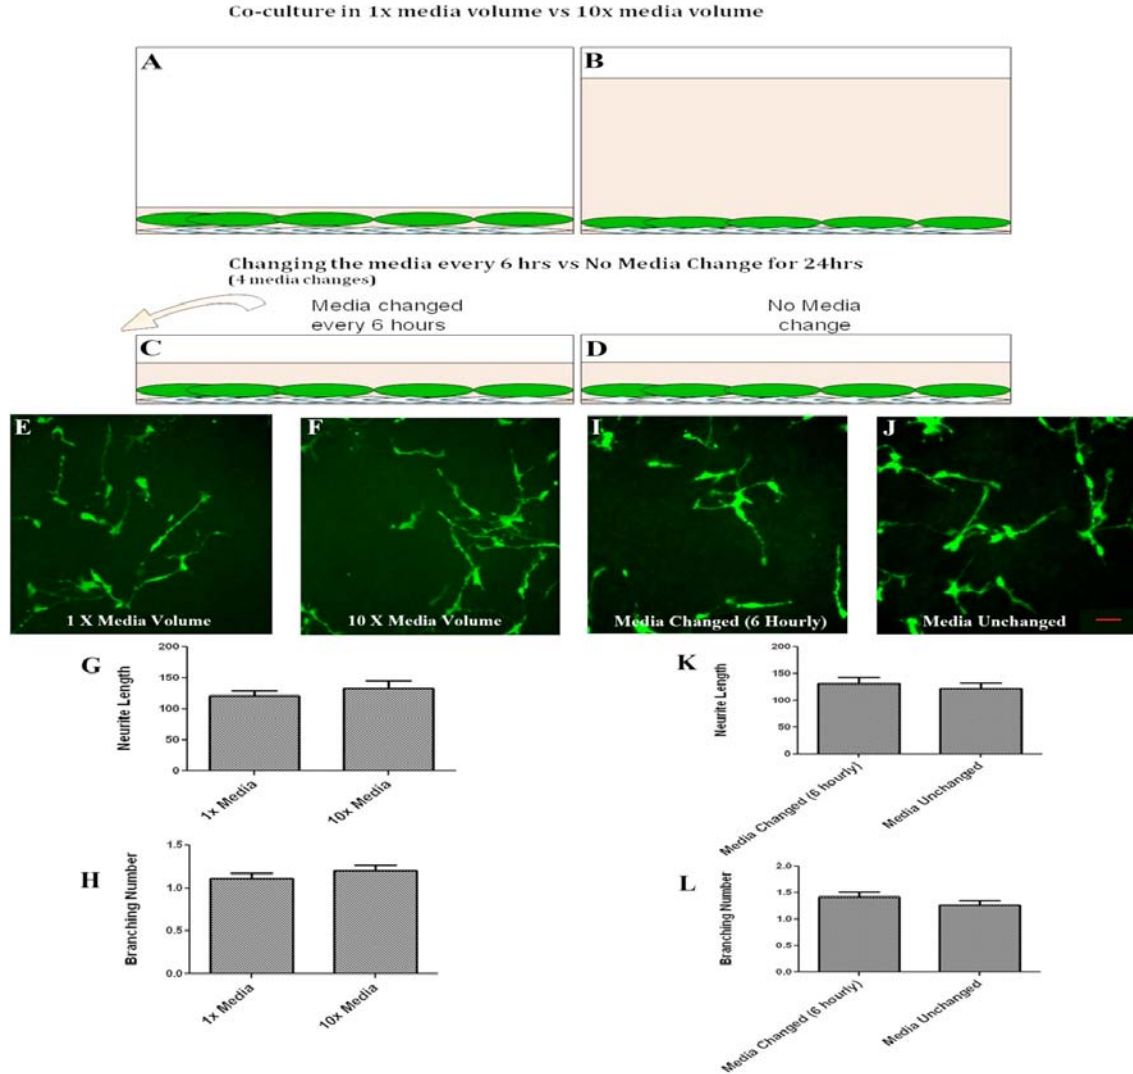 Co-culture in 1x media volume vs 10x media volume
A
B
Changing the media every 6 hrs vs No Media Change for 24hrs
(4 media changes)
Media changed
every 6 hours
No Media
change
C
D
E
F
I
J
1 X Media Volume
10 X Media Volume
Media Changed (6 Hourly)
Media Unchanged
G
Neurite Length
200
150
100
50
0
1x Media
10x Media
K
Neurite Length
200
150
100
50
0
Media Changed (6 hourly)
Media Unchanged
H
Branching Number
1.5
1.0
0.5
0.0
1x Media
10x Media
L
Branching Number
2.0
1.5
1.0
0.5
0.0
Media Changed (6 hourly)
Media Unchanged